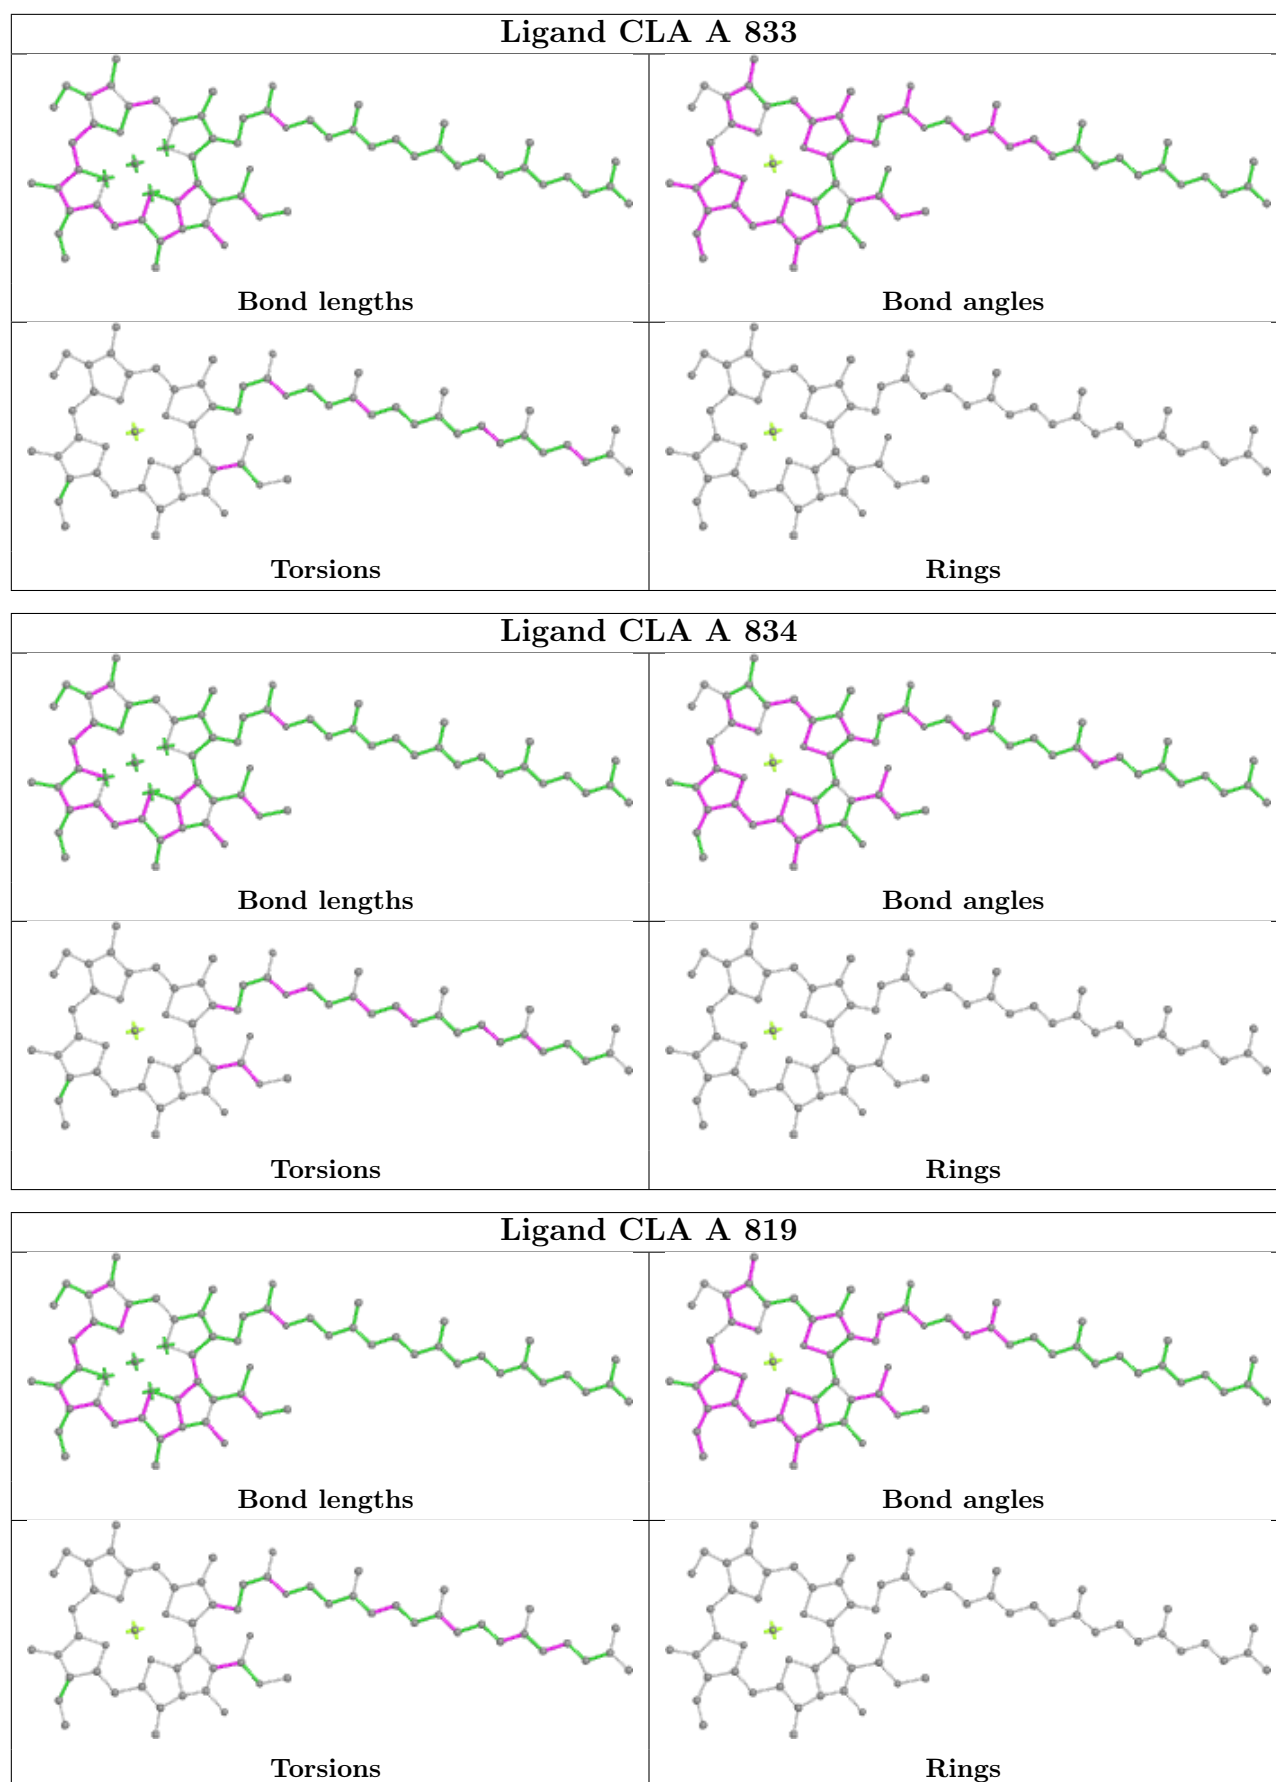 Ligand CLA A 833
Bond lengths
Bond angles
Torsions
Rings
Ligand CLA A 834
Bond lengths
Bond angles
Torsions
Rings
Ligand CLA A 819
Bond lengths
Bond angles
Torsions
Rings